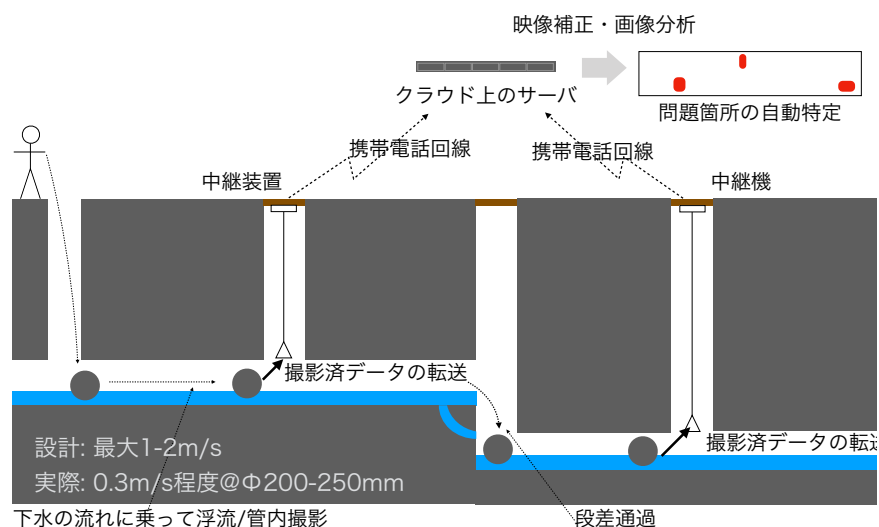 映像補正・画像分析
クラウド上のサーバ
問題箇所の自動特定
携帯電話回線
携帯電話回線
中継装置
中継機
撮影済データの転送
撮影済データの転送
設計: 最大1-2m/s
実際: 0.3m/s程度@Φ200-250mm
下水の流れに乗って浮流/管内撮影
段差通過